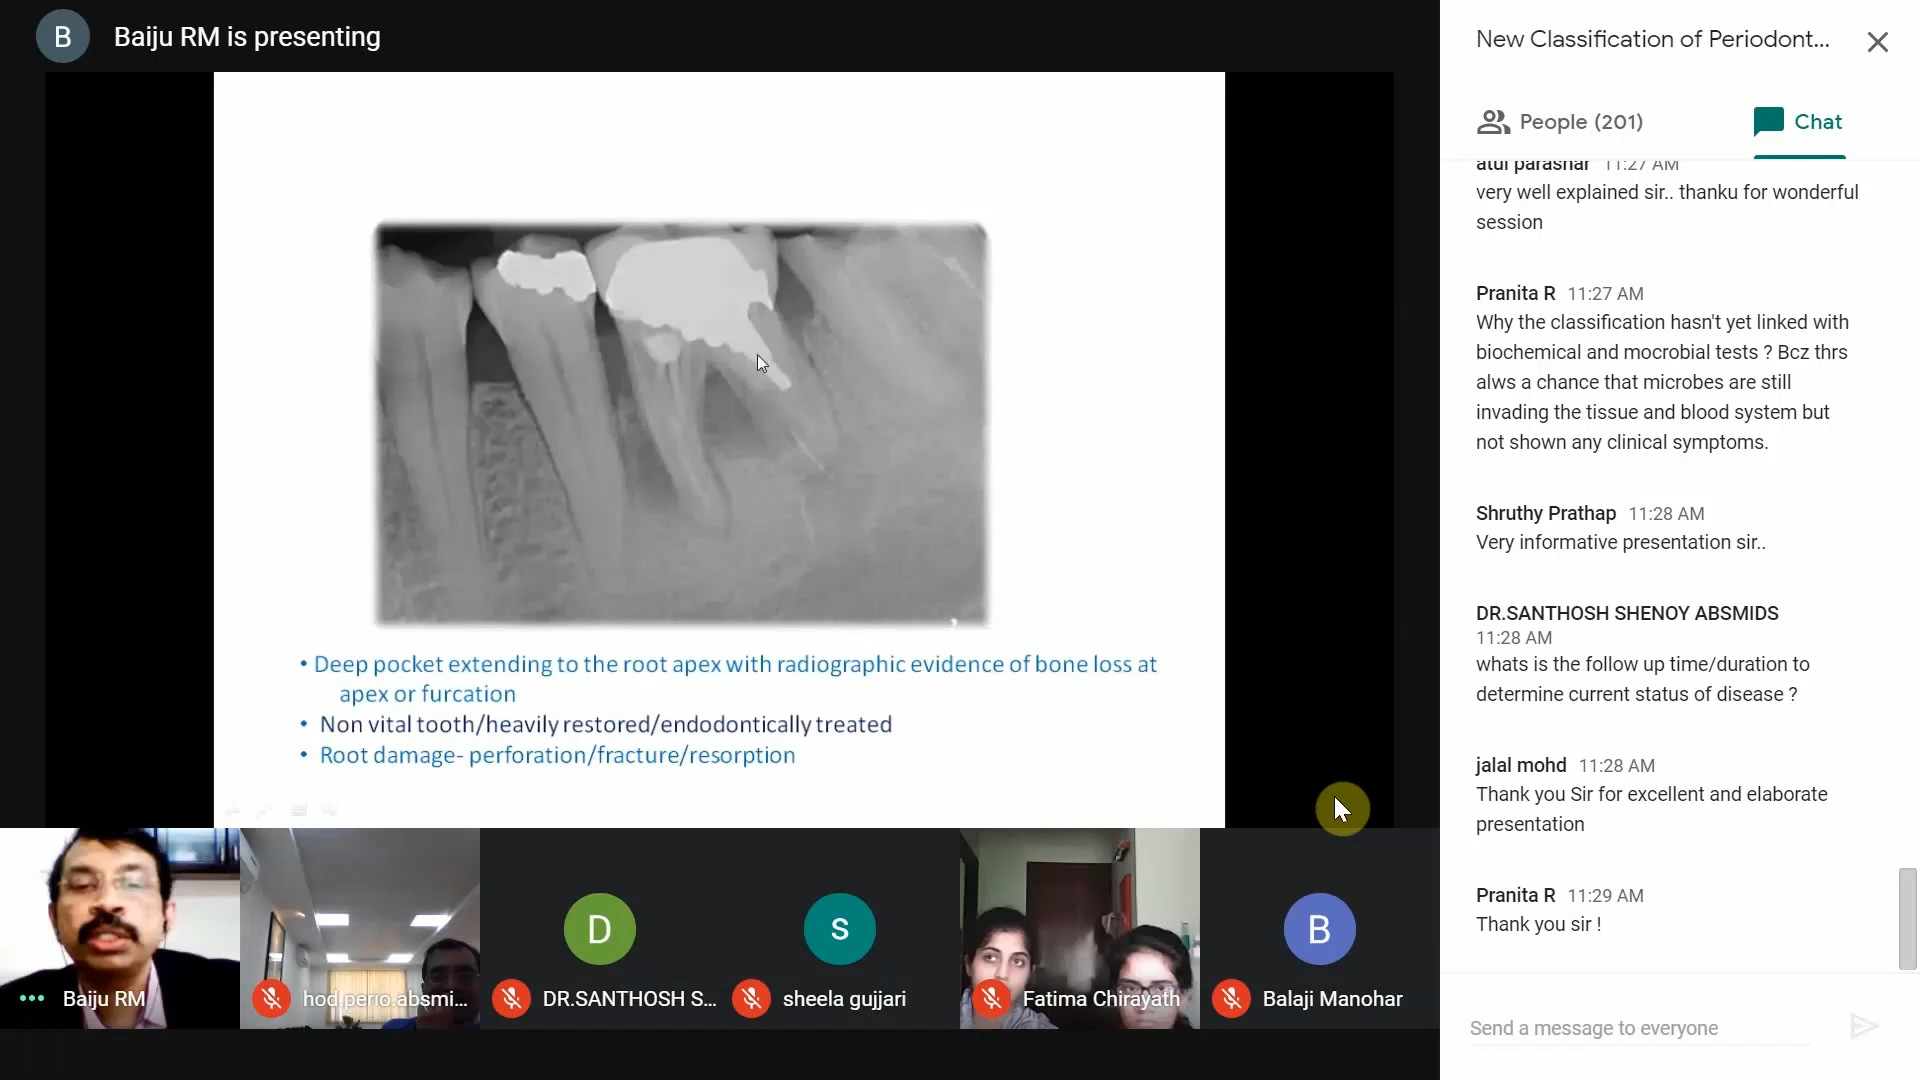 B
Baiju RM is presenting
• Deep pocket extending to the root apex with radiographic evidence of bone loss at
apex or furcation
• Non vital tooth/heavily restored/endodontically treated
• Root damage- perforation/fracture/resorption
Baiju RM
hod.perio.absmi...
D
DR.SANTHOSH S...
s
sheela gujjari
Fatima Chirayath
B
Balaji Manohar
New Classification of Periodont...
People (201)
Chat
atul parashar 11:27 AM
very well explained sir.. thanku for wonderful
session
Pranita R 11:27 AM
Why the classification hasn't yet linked with
biochemical and mocrobial tests ? Bcz thrs
alws a chance that microbes are still
invading the tissue and blood system but
not shown any clinical symptoms.
Shruthy Prathap 11:28 AM
Very informative presentation sir..
DR.SANTHOSH SHENOY ABSMIDS
11:28 AM
whats is the follow up time/duration to
determine current status of disease ?
jalal mohd 11:28 AM
Thank you Sir for excellent and elaborate
presentation
Pranita R 11:29 AM
Thank you sir !
Send a message to everyone